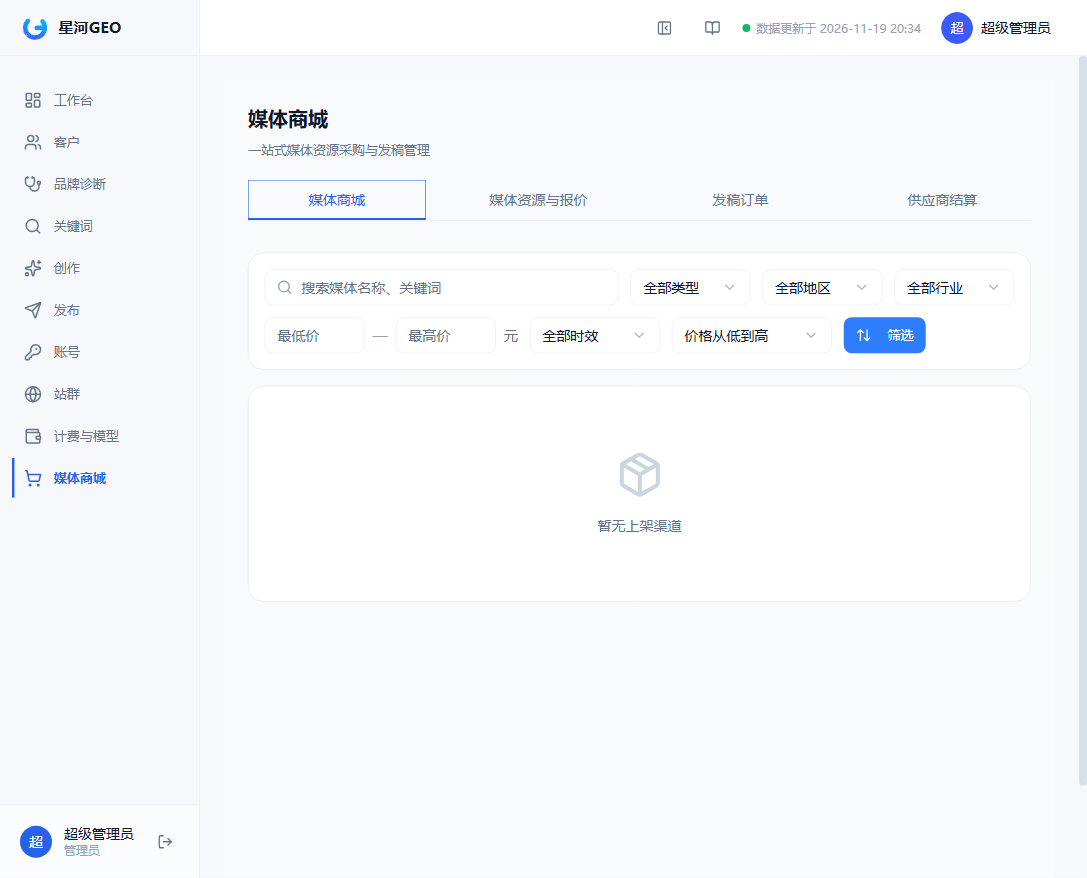 星河GEO
数据更新于 2026-11-19 20:34
超
超级管理员
工作台
客户
品牌诊断
关键词
创作
发布
账号
站群
计费与模型
媒体商城
媒体商城
一站式媒体资源采购与发稿管理
媒体商城
媒体资源与报价
发稿订单
供应商结算
搜索媒体名称、关键词
全部类型
全部地区
全部行业
最低价
—
最高价
元
全部时效
价格从低到高
筛选
暂无上架渠道
超
超级管理员
管理员